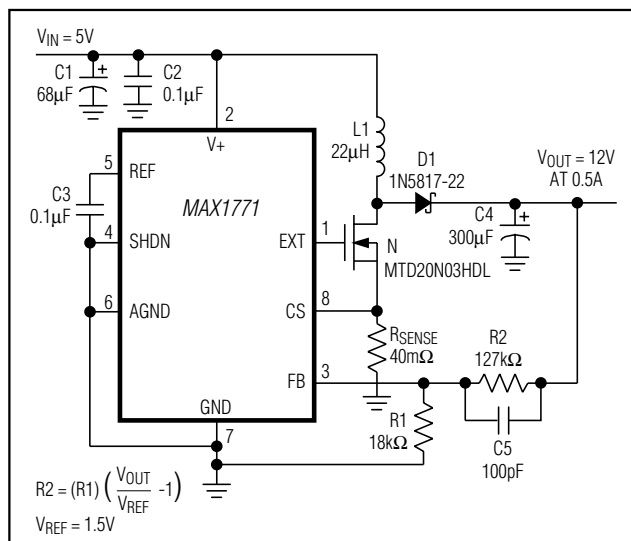 V_IN = 5V
C1
68µF
+
C2
0.1µF
2
V+
L1
22µH
D1
1N5817-22
V_OUT = 12V
AT 0.5A
5
REF
C3
0.1µF
MAX1771
C4
300µF
+
4
SHDN
EXT
1
N
MTD20N03HDL
6
AGND
CS
8
R_SENSE
40mΩ
R2
127kΩ
FB
3
GND
7
R1
18kΩ
C5
100pF
R2 = (R1) (V_OUT / V_REF -1)
V_REF = 1.5V